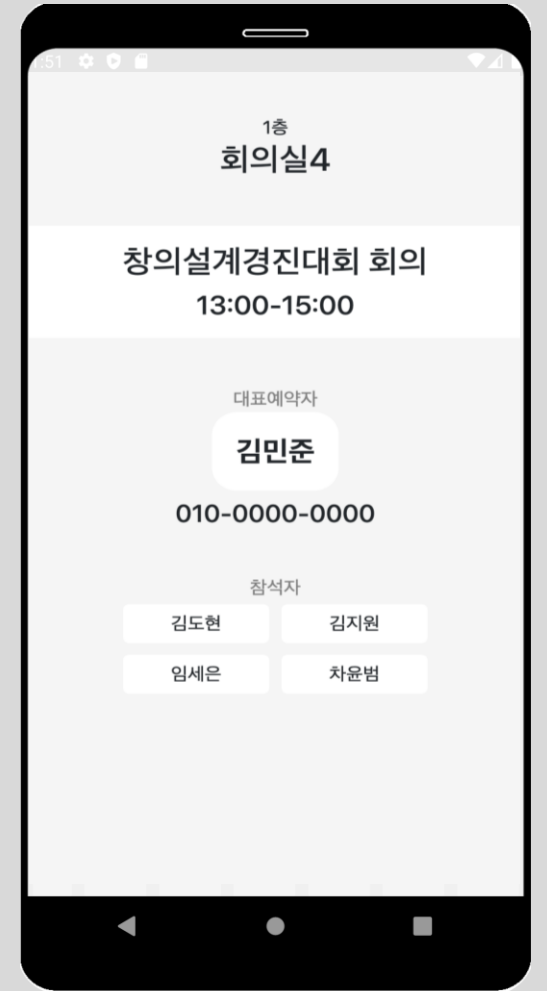 :51
1층
회의실4
창의설계경진대회 회의
13:00-15:00
대표예약자
김민준
010-0000-0000
참석자
김도현 김지원
임세은 차윤범